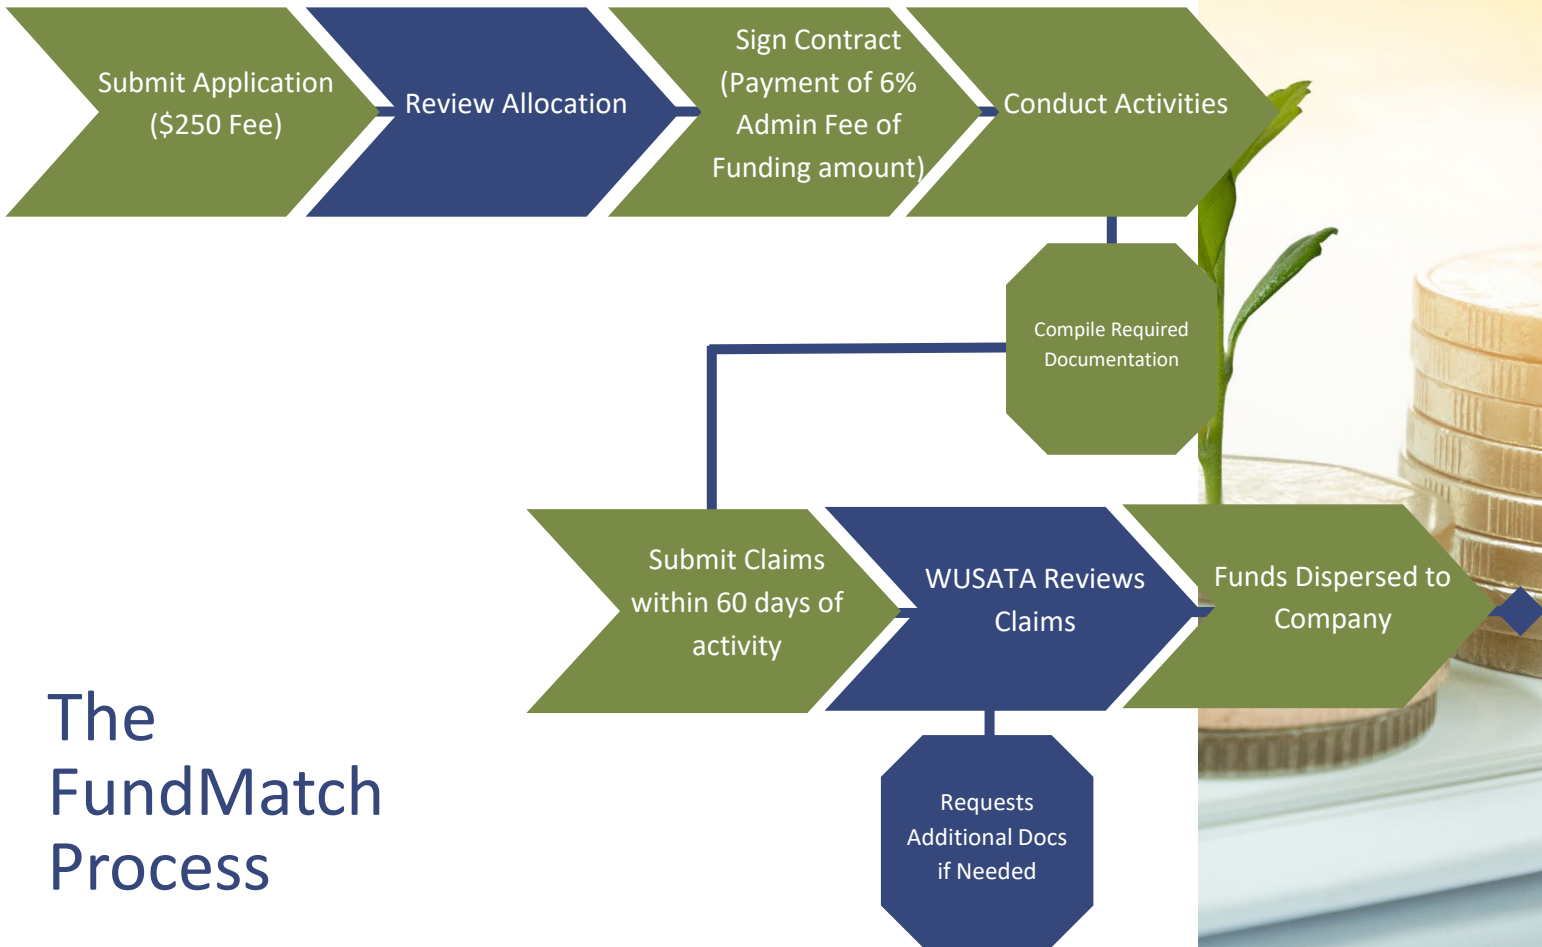 Submit Application
($250 Fee)
Review Allocation
Sign Contract
(Payment of 6%
Admin Fee of
Funding amount)
Conduct Activities
Compile Required
Documentation
Submit Claims
within 60 days of
activity
WUSATA Reviews
Claims
Funds Dispersed to
Company
Requests
Additional Docs
if Needed
The
FundMatch
Process